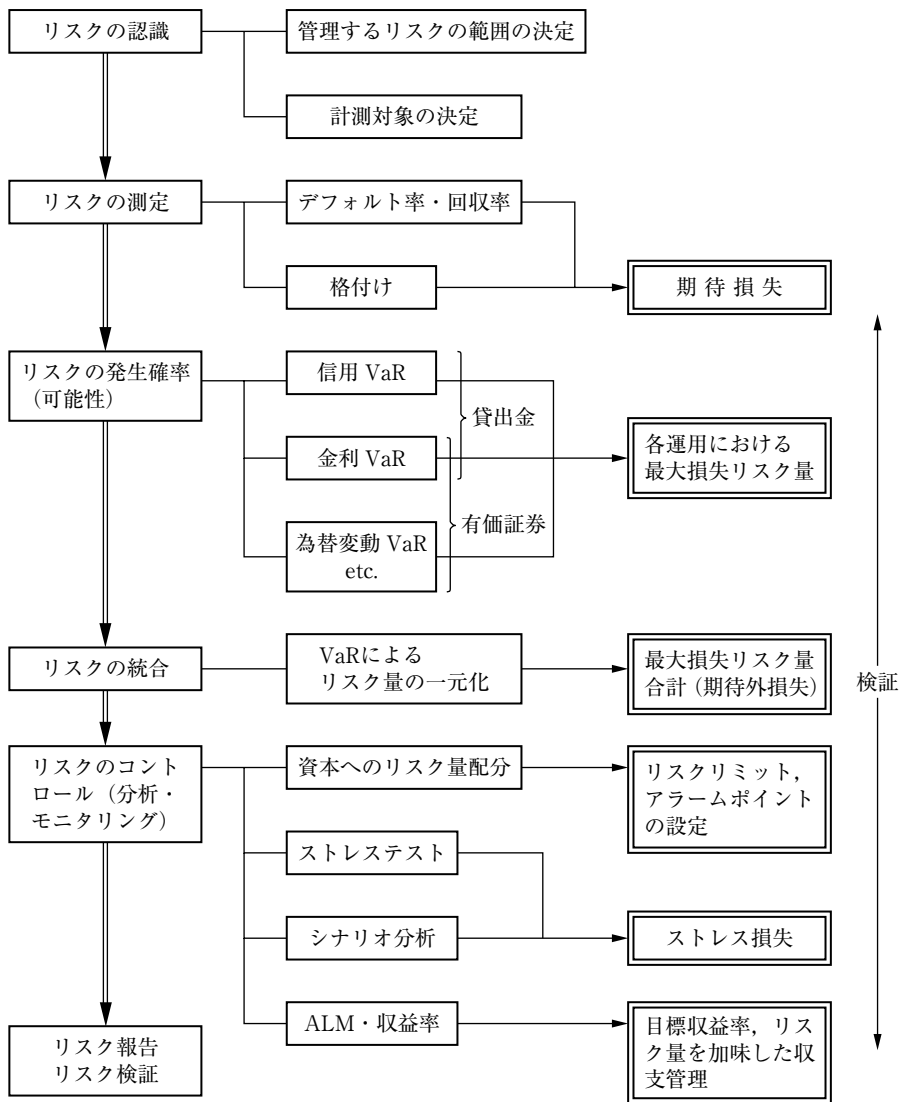 リスクの認識
管理するリスクの範囲の決定
計測対象の決定
リスクの測定
デフォルト率・回収率
格付け
期待損失
リスクの発生確率
(可能性)
信用 VaR
貸出金
金利 VaR
各運用における
最大損失リスク量
有価証券
為替変動 VaR
etc.
リスクの統合
VaRによる
リスク量の一元化
最大損失リスク量
合計(期待外損失)
検証
リスクのコント
ロール(分析・
モニタリング)
資本へのリスク量配分
リスクリミット,
アラームポイント
の設定
ストレステスト
シナリオ分析
ストレス損失
ALM・収益率
目標収益率,リス
ク量を加味した収
支管理
リスク報告
リスク検証